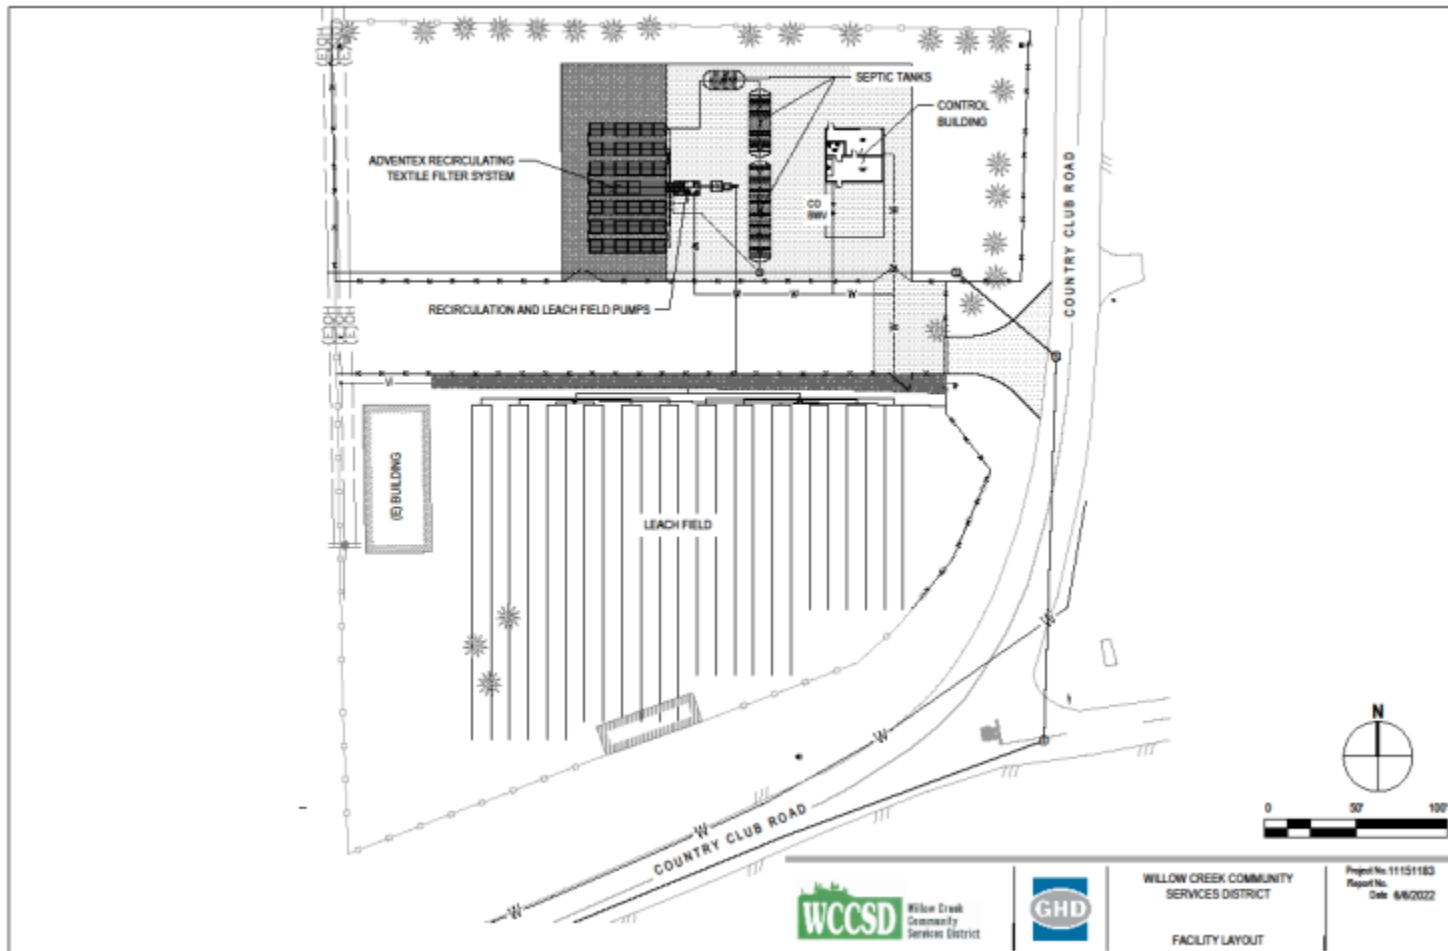 SEPTIC TANKS
CONTROL
BUILDING
ADVENTEX RECIRCULATING
TEXTILE FILTER SYSTEM
CO
BWV
COUNTRY CLUB ROAD
RECIRCULATION AND LEACH FIELD PUMPS
W
W
W
(E) BUILDING
LEACH FIELD
W
W
W
W
COUNTRY CLUB ROAD
N
0 50' 100'
WCCSD
Willow Creek
Community
Services District
GHD
WILLOW CREEK COMMUNITY
SERVICES DISTRICT
FACILITY LAYOUT
Project No. 11151183
Report No.
Date 6/6/2022